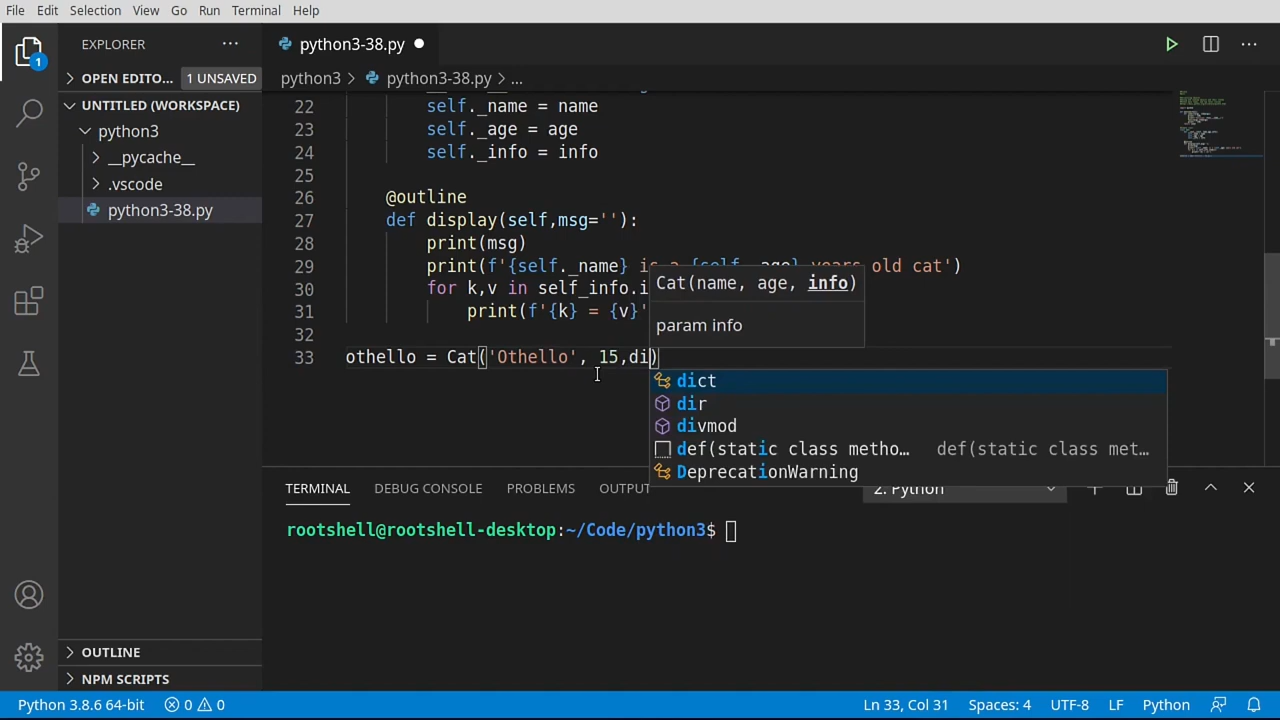 File Edit Selection View Go Run Terminal Help
EXPLORER
python3-38.py
OPEN EDITO... 1 UNSAVED
python3 > python3-38.py > ...
UNTITLED (WORKSPACE)
python3
__pycache__
.vscode
python3-38.py
22 self._name = name
23 self._age = age
24 self._info = info
25
26 @outline
27 def display(self,msg=''):
28 print(msg)
29 print(f'{self._name} is a {self._age} years old cat')
30 for k,v in self_info.i
31 print(f'{k} = {v}'
32
33 othello = Cat('Othello', 15,di)
Cat(name, age, info)
param info
dict
dir
divmod
def(static class metho... def(static class met...
DeprecationWarning
TERMINAL DEBUG CONSOLE PROBLEMS OUTPUT 2: Python
rootshell@rootshell-desktop:~/Code/python3$
1
OUTLINE
NPM SCRIPTS
Python 3.8.6 64-bit 0 0 Ln 33, Col 31 Spaces: 4 UTF-8 LF Python